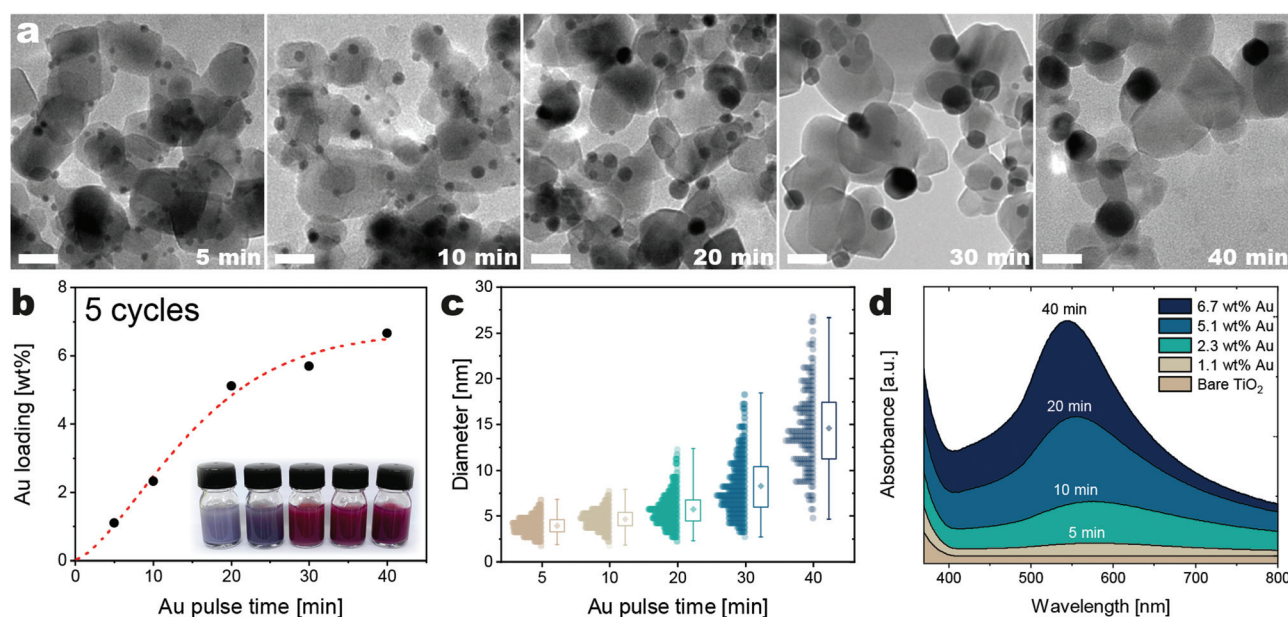 a
5 min
10 min
20 min
30 min
40 min
b
5 cycles
Au loading [wt%]
8
6
4
2
0
0 10 20 30 40
Au pulse time [min]
c
Diameter [nm]
30
25
20
15
10
5
0
5 10 20 30 40
Au pulse time [min]
d
Absorbance [a.u.]
40 min
20 min
10 min
5 min
6.7 wt% Au
5.1 wt% Au
2.3 wt% Au
1.1 wt% Au
Bare TiO₂
400 500 600 700 800
Wavelength [nm]